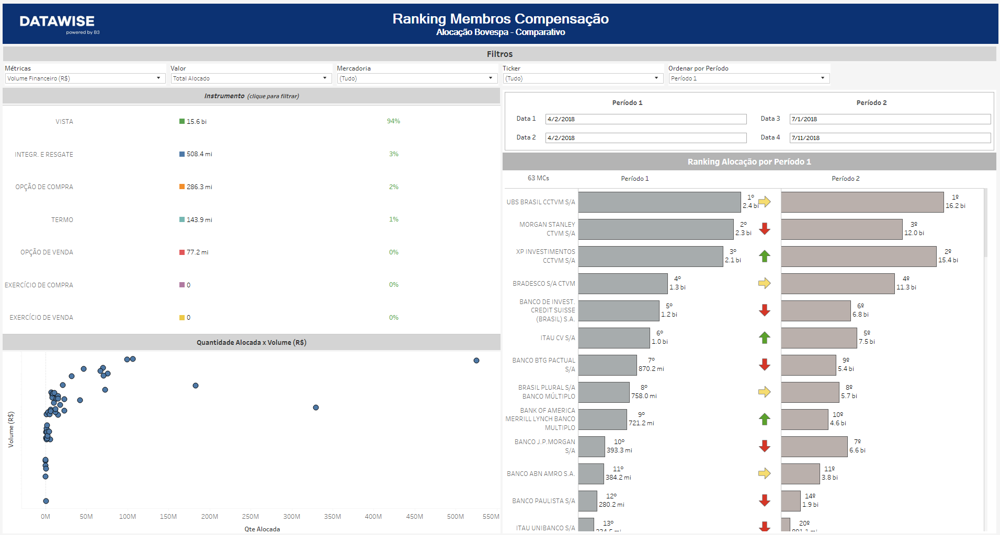 DATAWISE
powered by B3
Ranking Membros Compensação
Alocação Bovespa - Comparativo
Filtros
Métricas
Volume Financeiro (R$)
Valor
Total Alocado
Mercadoria
(Tudo)
Ticker
(Tudo)
Ordenar por Período
Período 1
Instrumento (clique para filtrar)
VISTA 15.6 bi 94%
INTEGR. E RESGATE 508.4 mi 3%
OPÇÃO DE COMPRA 286.3 mi 2%
TERMO 143.9 mi 1%
OPÇÃO DE VENDA 77.2 mi 0%
EXERCÍCIO DE COMPRA 0 0%
EXERCÍCIO DE VENDA 0 0%
Quantidade Alocada x Volume (R$)
Volume (R$)
0M 50M 100M 150M 200M 250M 300M 350M 400M 450M 500M 550M
Qte Alocada
Período 1 Período 2
Data 1 4/2/2018 Data 3 7/1/2018
Data 2 4/2/2018 Data 4 7/11/2018
Ranking Alocação por Período 1
63 MCs Período 1 Período 2
UBS BRASIL CCTVM S/A
1º
2.4 bi
1º
16.2 bi
MORGAN STANLEY
CTVM S/A
2º
2.3 bi
3º
12.0 bi
XP INVESTIMENTOS
CCTVM S/A
3º
2.1 bi
2º
15.4 bi
BRADESCO S/A CTVM
4º
1.3 bi
4º
11.3 bi
BANCO DE INVEST.
CREDIT SUISSE
(BRASIL) S.A.
5º
1.2 bi
6º
6.8 bi
ITAU CV S/A
6º
1.0 bi
5º
7.5 bi
BANCO BTG PACTUAL
S/A
7º
870.2 mi
9º
5.4 bi
BRASIL PLURAL S/A
BANCO MÚLTIPLO
8º
758.0 mi
8º
5.7 bi
BANK OF AMERICA
MERRILL LYNCH BANCO
MULTIPLO
9º
721.2 mi
10º
4.6 bi
BANCO J.P.MORGAN
S/A
10º
393.3 mi
7º
6.6 bi
BANCO ABN AMRO S.A.
11º
384.2 mi
11º
3.8 bi
BANCO PAULISTA S/A
12º
280.2 mi
14º
1.9 bi
ITAU UNIBANCO S/A
13º
20º